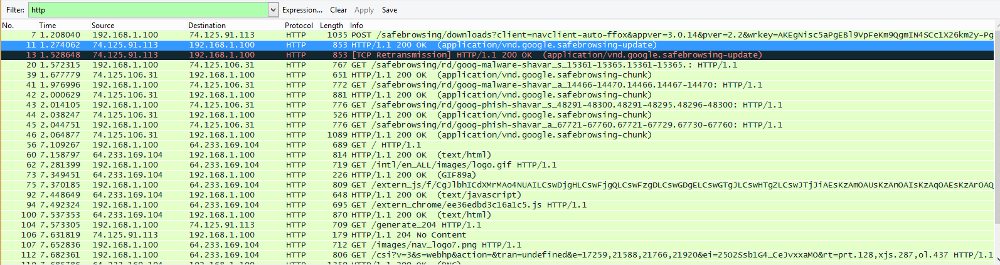 Filter: http Expression... Clear Apply Save
No. Time Source Destination Protocol Length Info
7 1.208040 192.168.1.100 74.125.91.113 HTTP 1035 POST /safebrowsing/downloads?client=navclient-auto-ffox&appver=3.0.14&pver=2.2&wrkey=AKEgNisc5aPgEBl9VpFeKm9QgmIN4SCc1X26km2y-Pg
11 1.274062 74.125.91.113 192.168.1.100 HTTP 853 HTTP/1.1 200 OK (application/vnd.google.safebrowsing-update)
13 1.528648 74.125.91.113 192.168.1.100 HTTP 853 [TCP Retransmission] HTTP/1.1 200 OK (application/vnd.google.safebrowsing-update)
20 1.572315 192.168.1.100 74.125.106.31 HTTP 767 GET /safebrowsing/rd/goog-malware-shavar_s_15361-15365.15361-15365.: HTTP/1.1
39 1.677779 74.125.106.31 192.168.1.100 HTTP 651 HTTP/1.1 200 OK (application/vnd.google.safebrowsing-chunk)
41 1.976996 192.168.1.100 74.125.106.31 HTTP 772 GET /safebrowsing/rd/goog-malware-shavar_a_14466-14470.14466.14467-14470: HTTP/1.1
42 2.000629 74.125.106.31 192.168.1.100 HTTP 881 HTTP/1.1 200 OK (application/vnd.google.safebrowsing-chunk)
43 2.014105 192.168.1.100 74.125.106.31 HTTP 776 GET /safebrowsing/rd/goog-phish-shavar_s_48291-48300.48291-48295.48296-48300: HTTP/1.1
44 2.038247 74.125.106.31 192.168.1.100 HTTP 526 HTTP/1.1 200 OK (application/vnd.google.safebrowsing-chunk)
45 2.044751 192.168.1.100 74.125.106.31 HTTP 776 GET /safebrowsing/rd/goog-phish-shavar_a_67721-67760.67721-67729.67730-67760: HTTP/1.1
46 2.064877 74.125.106.31 192.168.1.100 HTTP 1089 HTTP/1.1 200 OK (application/vnd.google.safebrowsing-chunk)
56 7.109267 192.168.1.100 64.233.169.104 HTTP 689 GET / HTTP/1.1
60 7.158797 64.233.169.104 192.168.1.100 HTTP 814 HTTP/1.1 200 OK (text/html)
62 7.281399 192.168.1.100 64.233.169.104 HTTP 719 GET /intl/en_ALL/images/logo.gif HTTP/1.1
73 7.349451 64.233.169.104 192.168.1.100 HTTP 226 HTTP/1.1 200 OK (GIF89a)
75 7.370185 192.168.1.100 64.233.169.104 HTTP 809 GET /extern_js/f/CgJlbhICdXMrMAo4NUAILCswDjgHLCswFjgQLCswFzgDLCswGDgELCswGTgJLCswHTgZLCswJTjJiAEsKzAmOAUsKzAnOAIsKzAqOAEsKzArOAQ
92 7.448649 64.233.169.104 192.168.1.100 HTTP 648 HTTP/1.1 200 OK (text/javascript)
94 7.492324 192.168.1.100 64.233.169.104 HTTP 695 GET /extern_chrome/ee36edbd3c16a1c5.js HTTP/1.1
100 7.537353 64.233.169.104 192.168.1.100 HTTP 870 HTTP/1.1 200 OK (text/html)
104 7.573305 192.168.1.100 74.125.91.113 HTTP 709 GET /generate_204 HTTP/1.1
106 7.631819 74.125.91.113 192.168.1.100 HTTP 179 HTTP/1.1 204 No Content
107 7.652836 192.168.1.100 64.233.169.104 HTTP 712 GET /images/nav_logo7.png HTTP/1.1
112 7.682361 192.168.1.100 64.233.169.104 HTTP 806 GET /csi?v=3&s=webhp&action=&tran=undefined&e=17259,21588,21766,21920&ei=25O2Ssb1G4_CeJvxxaMO&rt=prt.128,xjs.287,ol.437 HTTP/1.1
7.685786 64.233.169.104 192.168.1.100 HTTP HTTP/1.1 200 OK (PNG)